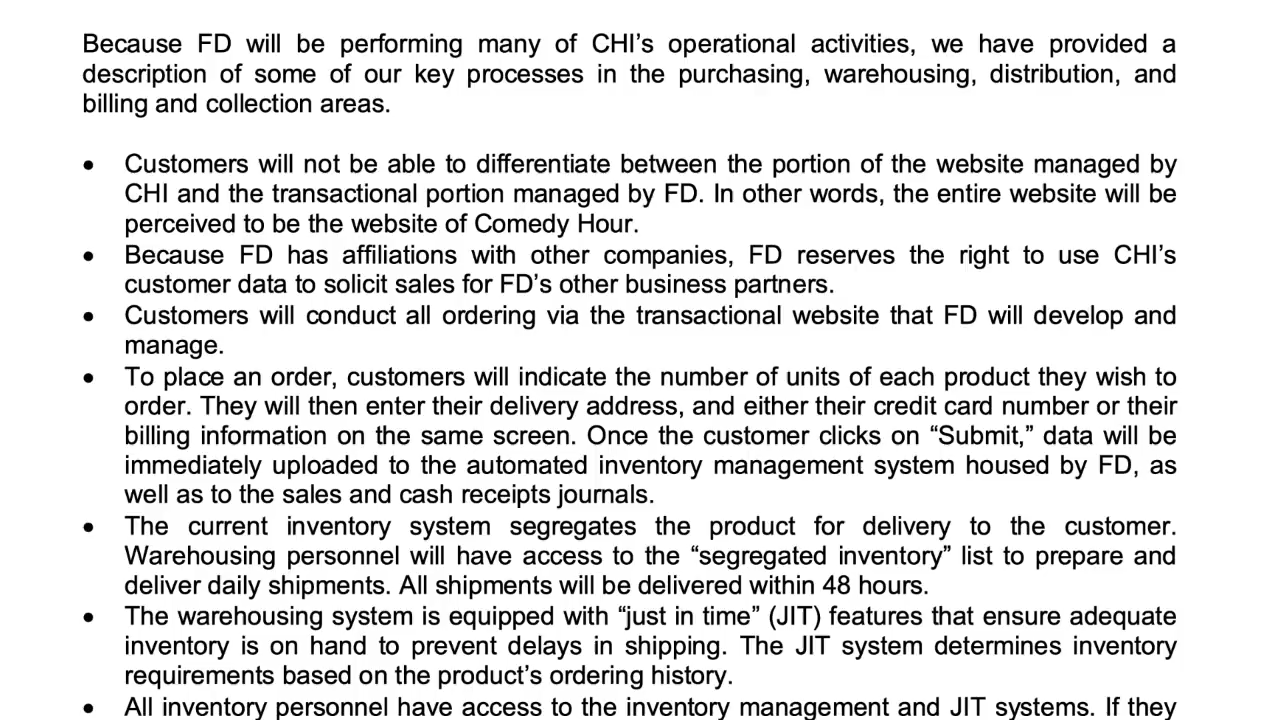 Because FD will be performing many of CHI’s operational activities, we have provided a
description of some of our key processes in the purchasing, warehousing, distribution, and
billing and collection areas.
• Customers will not be able to differentiate between the portion of the website managed by
CHI and the transactional portion managed by FD. In other words, the entire website will be
perceived to be the website of Comedy Hour.
• Because FD has affiliations with other companies, FD reserves the right to use CHI’s
customer data to solicit sales for FD’s other business partners.
• Customers will conduct all ordering via the transactional website that FD will develop and
manage.
• To place an order, customers will indicate the number of units of each product they wish to
order. They will then enter their delivery address, and either their credit card number or their
billing information on the same screen. Once the customer clicks on “Submit,” data will be
immediately uploaded to the automated inventory management system housed by FD, as
well as to the sales and cash receipts journals.
• The current inventory system segregates the product for delivery to the customer.
Warehousing personnel will have access to the “segregated inventory” list to prepare and
deliver daily shipments. All shipments will be delivered within 48 hours.
• The warehousing system is equipped with “just in time” (JIT) features that ensure adequate
inventory is on hand to prevent delays in shipping. The JIT system determines inventory
requirements based on the product’s ordering history.
• All inventory personnel have access to the inventory management and JIT systems. If they